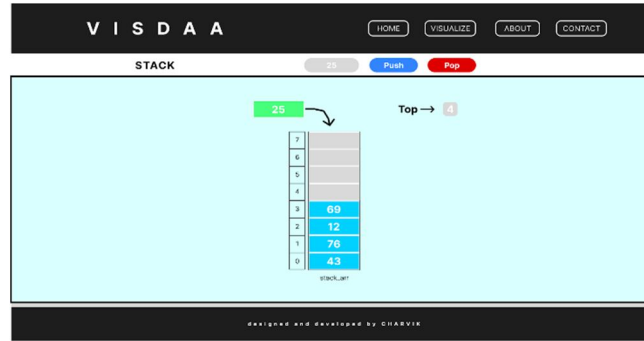 V I S D A A
HOME VISUALIZE ABOUT CONTACT
STACK 25 Push Pop
25 Top → 4
7
6
5
4
3 69
2 12
1 76
0 43
stack_arr
designed and developed by CHARVIK